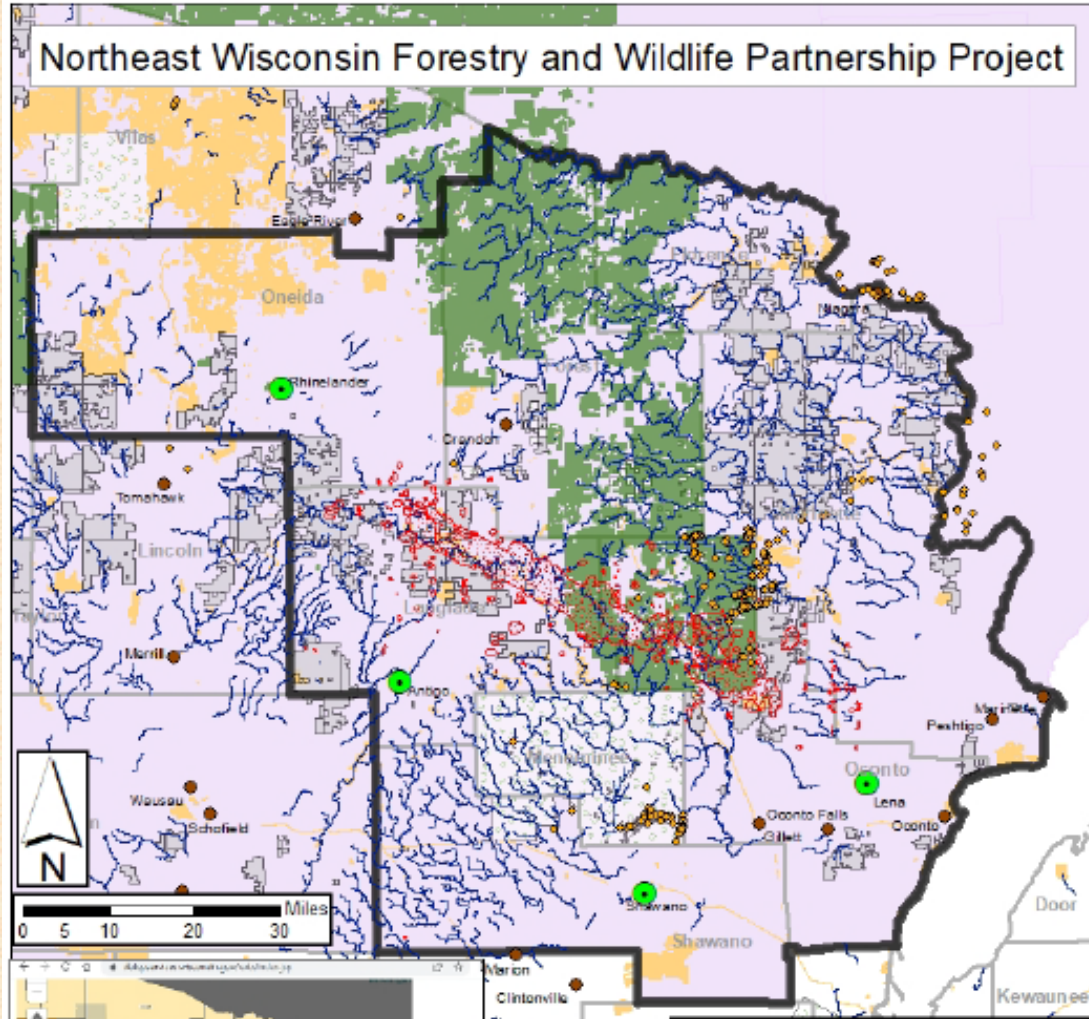 Northeast Wisconsin Forestry and Wildlife Partnership Project
Vilas
Eagle River
Oneida
Florence
Niagara
Rhinelander
Forest
Crandon
Tomahawk
Lincoln
Langlade
Merrill
Antigo
Marinette
Peshtigo
Menominee
Oconto
Lena
Wausau
Schofield
Oconto Falls
Gillett
Oconto
N
Miles
0 5 10 20 30
Shawano
Shawano
Door
Marion
Clintonville
Kewaunee